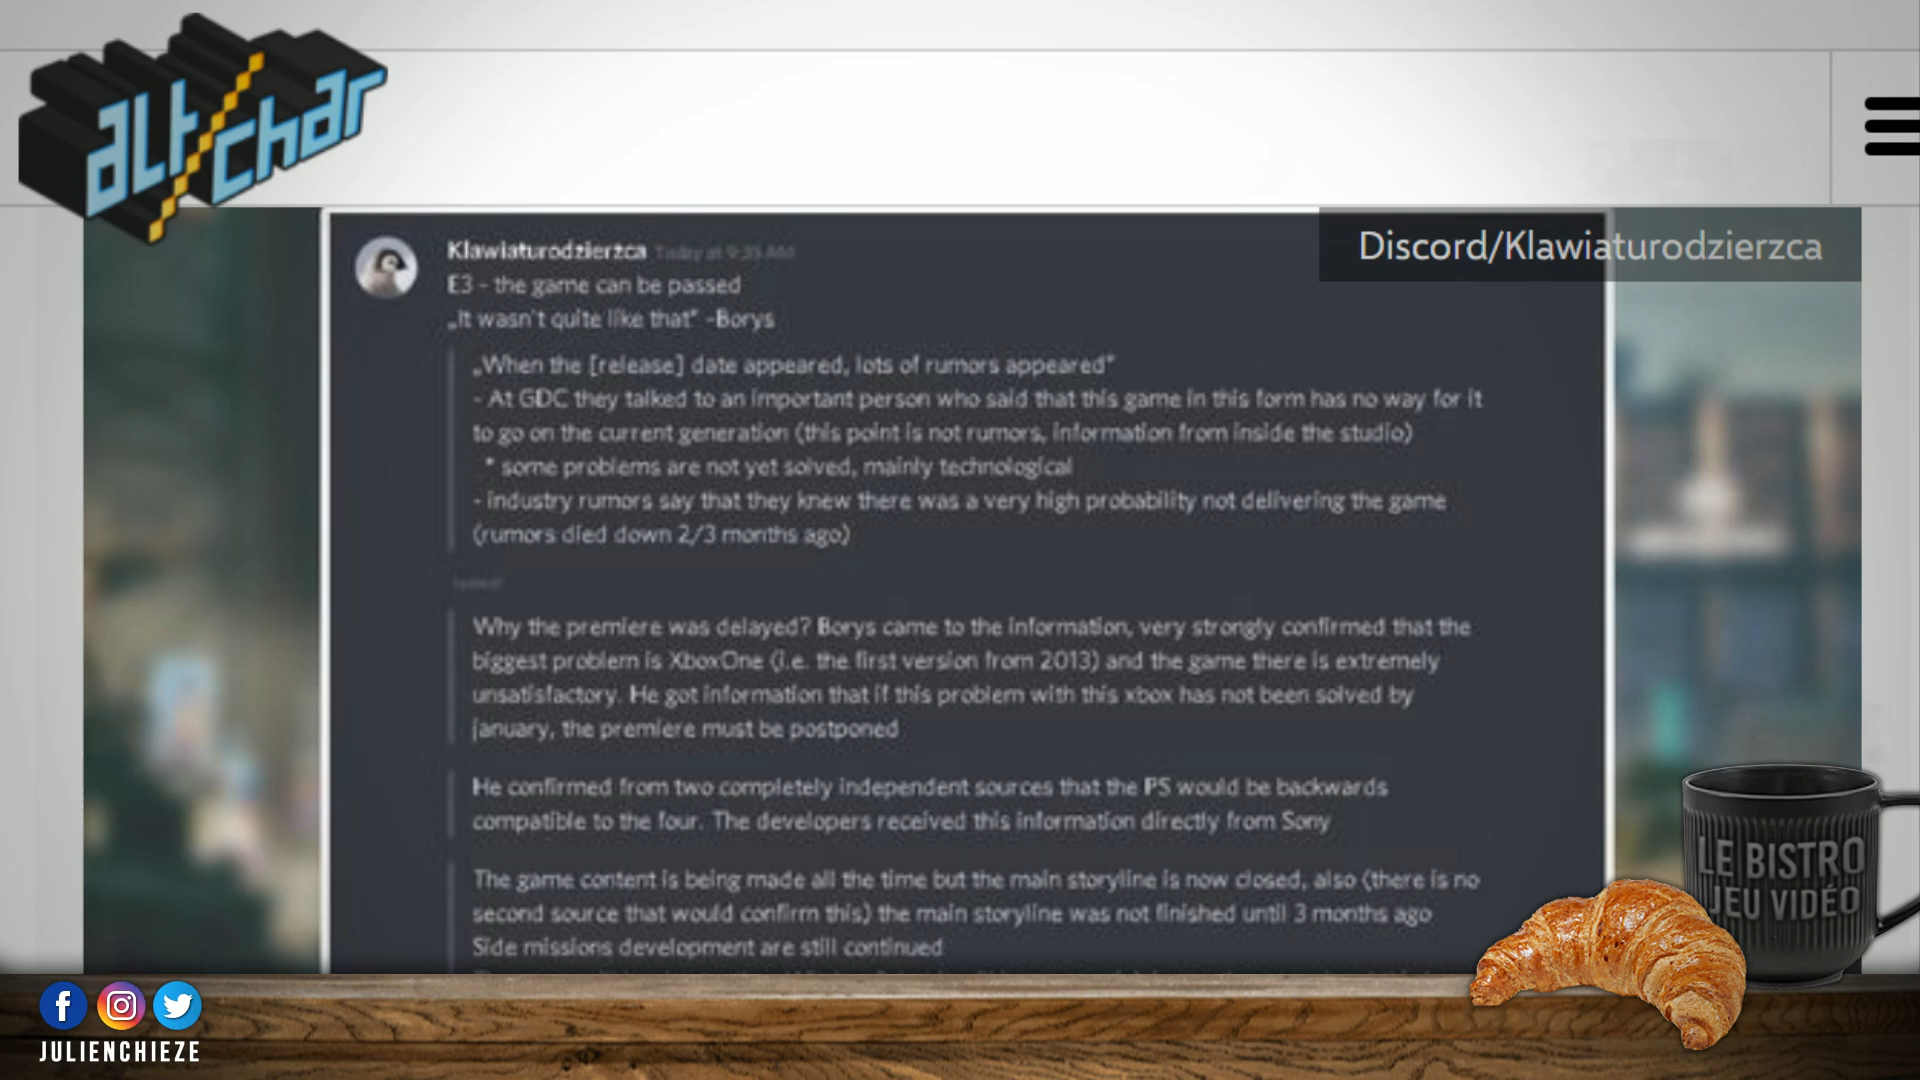 alt/char
Discord/Klawiaturodzierzca
Klawiaturodzierżca Today at 9:35 AM
E3 - the game can be passed
„It wasn't quite like that" -Borys
„When the [release] date appeared, lots of rumors appeared"
- At GDC they talked to an important person who said that this game in this form has no way for it
to go on the current generation (this point is not rumors, information from inside the studio)
* some problems are not yet solved, mainly technological
- industry rumors say that they knew there was a very high probability not delivering the game
(rumors died down 2/3 months ago)
Why the premiere was delayed? Borys came to the information, very strongly confirmed that the
biggest problem is XboxOne (i.e. the first version from 2013) and the game there is extremely
unsatisfactory. He got information that if this problem with this xbox has not been solved by
january, the premiere must be postponed
He confirmed from two completely independent sources that the PS would be backwards
compatible to the four. The developers received this information directly from Sony
The game content is being made all the time but the main storyline is now closed, also (there is no
second source that would confirm this) the main storyline was not finished until 3 months ago
Side missions development are still continued
LE BISTRO
JEU VIDÉO
JULIENCHIEZE